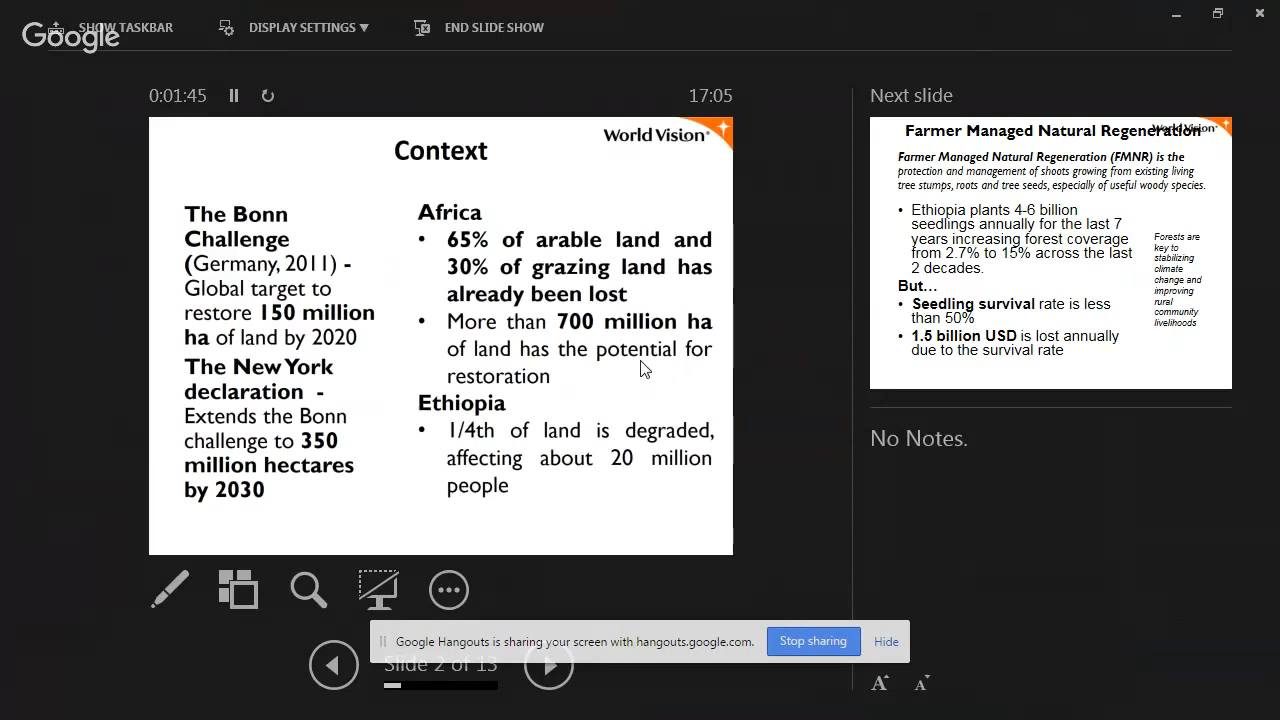 Google
SHOW TASKBAR
DISPLAY SETTINGS
END SLIDE SHOW
0:01:45
17:05
Next slide
World Vision
Context
The Bonn
Challenge
(Germany, 2011) -
Global target to
restore 150 million
ha of land by 2020
The New York
declaration -
Extends the Bonn
challenge to 350
million hectares
by 2030
Africa
• 65% of arable land and
30% of grazing land has
already been lost
• More than 700 million ha
of land has the potential for
restoration
Ethiopia
• 1/4th of land is degraded,
affecting about 20 million
people
World Vision
Farmer Managed Natural Regeneration
Farmer Managed Natural Regeneration (FMNR) is the
protection and management of shoots growing from existing living
tree stumps, roots and tree seeds, especially of useful woody species.
• Ethiopia plants 4-6 billion
seedlings annually for the last 7
years increasing forest coverage
from 2.7% to 15% across the last
2 decades.
But...
• Seedling survival rate is less
than 50%
• 1.5 billion USD is lost annually
due to the survival rate
Forests are
key to
stabilizing
climate
change and
improving
rural
community
livelihoods
No Notes.
Google Hangouts is sharing your screen with hangouts.google.com.
Stop sharing
Hide
Slide 2 of 13
A A